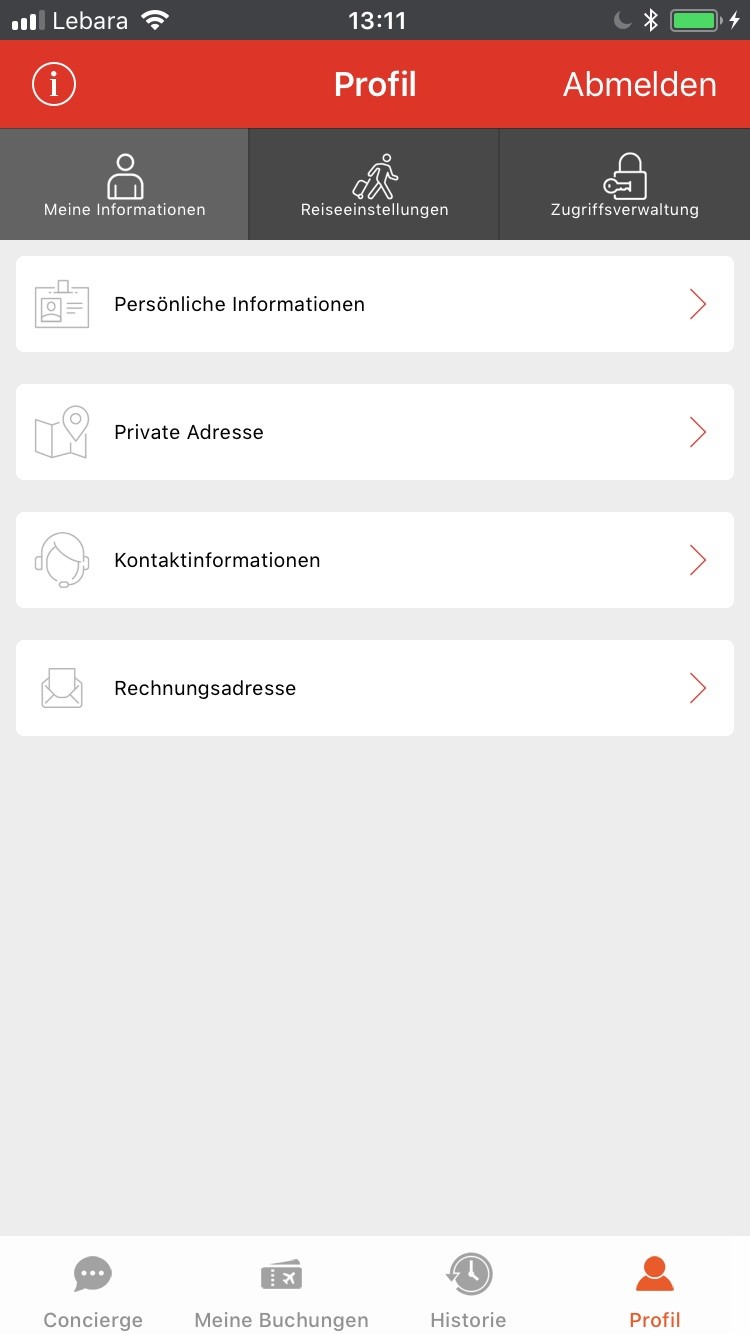 Lebara 13:11
i Profil Abmelden
Meine Informationen Reiseeinstellungen Zugriffsverwaltung
Persönliche Informationen
Private Adresse
Kontaktinformationen
Rechnungsadresse
Concierge Meine Buchungen Historie Profil